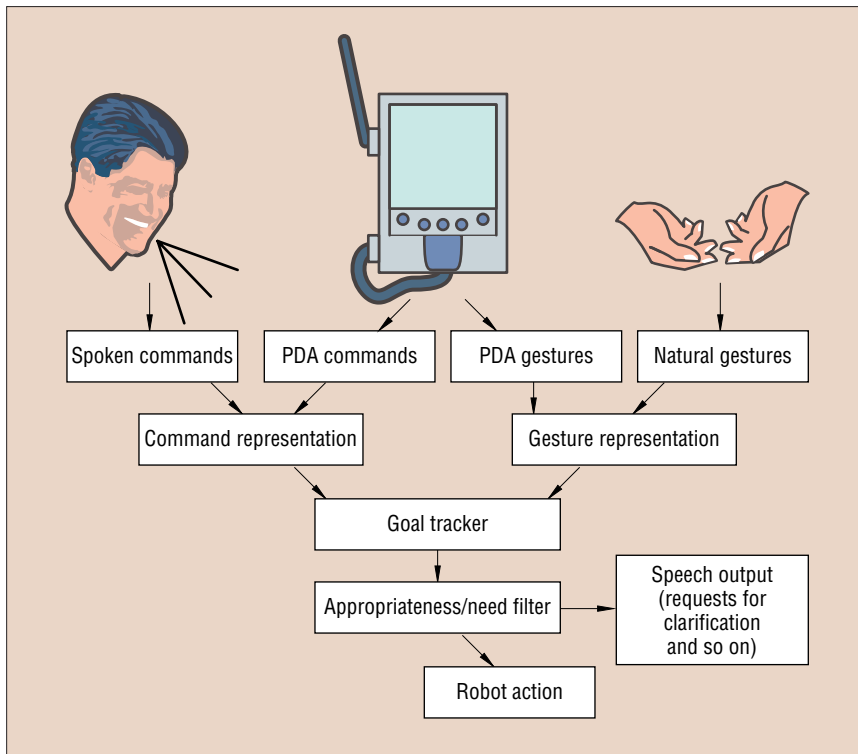 Spoken commands
PDA commands
PDA gestures
Natural gestures
Command representation
Gesture representation
Goal tracker
Appropriateness/need filter
Speech output
(requests for
clarification
and so on)
Robot action